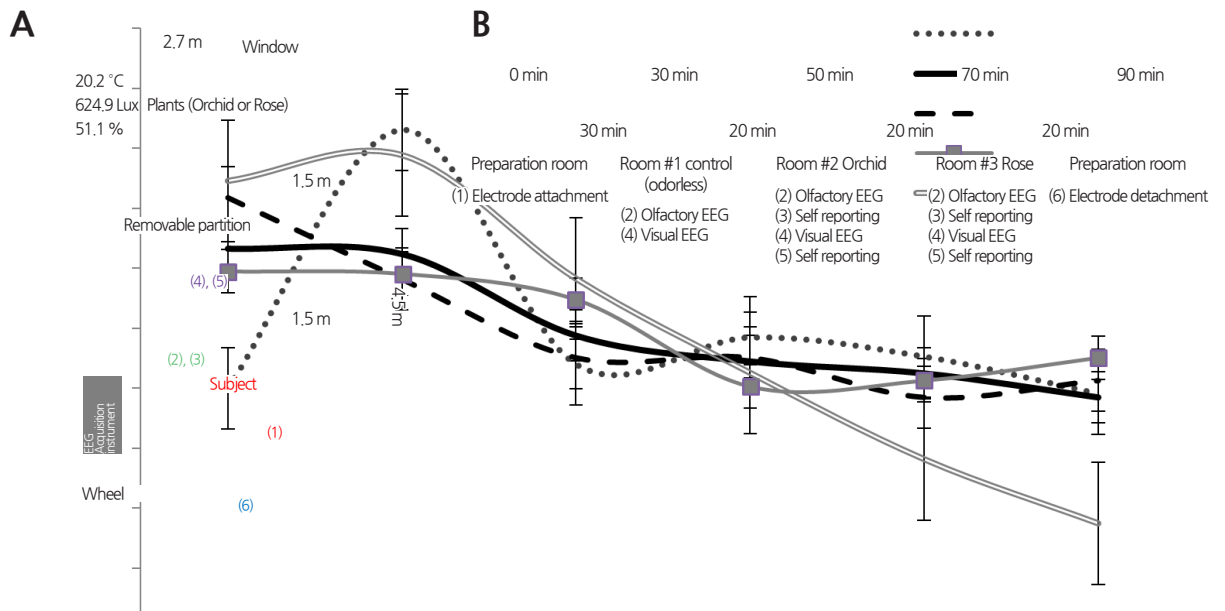 A
B
2.7 m
Window
20.2 °C
624.9 Lux
51.1 %
Plants (Orchid or Rose)
1.5 m
Removable partition
(4), (5)
4.5 m
1.5 m
(2), (3)
Subject
EEG
Acquisition
instrument
(1)
Wheel
(6)
0 min
30 min
50 min
70 min
90 min
30 min
20 min
20 min
20 min
Preparation room
(1) Electrode attachment
Room #1 control
(odorless)
(2) Olfactory EEG
(4) Visual EEG
Room #2 Orchid
(2) Olfactory EEG
(3) Self reporting
(4) Visual EEG
(5) Self reporting
Room #3 Rose
(2) Olfactory EEG
(3) Self reporting
(4) Visual EEG
(5) Self reporting
Preparation room
(6) Electrode detachment